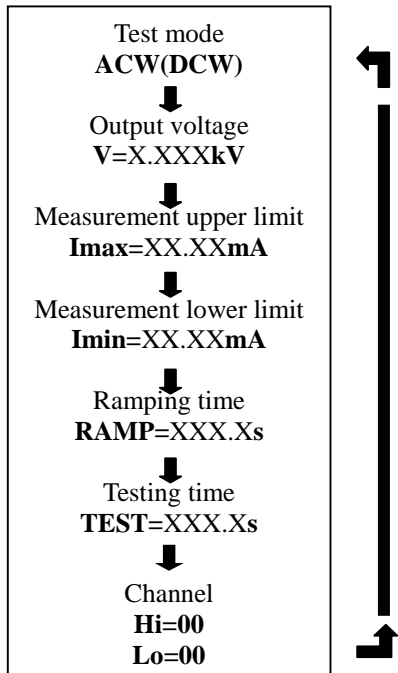 Test mode
ACW(DCW)
Output voltage
V=X.XXXkV
Measurement upper limit
Imax=XX.XXmA
Measurement lower limit
Imin=XX.XXmA
Ramping time
RAMP=XXX.Xs
Testing time
TEST=XXX.Xs
Channel
Hi=00
Lo=00